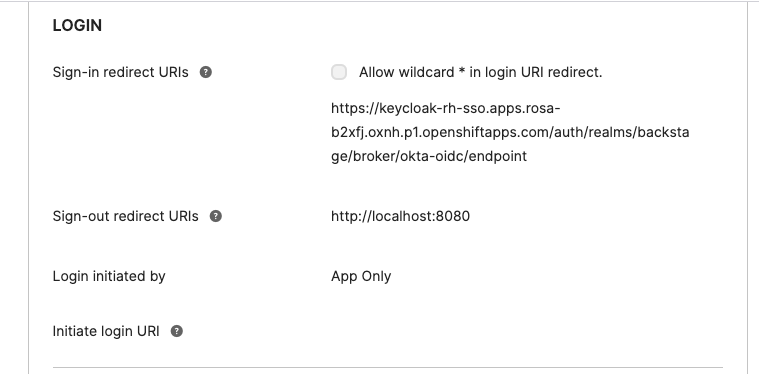 LOGIN
Sign-in redirect URIs ?
Allow wildcard * in login URI redirect.
https://keycloak-rh-sso.apps.rosa-
b2xfj.oxnh.p1.openshiftapps.com/auth/realms/backsta
ge/broker/okta-oidc/endpoint
Sign-out redirect URIs ?
http://localhost:8080
Login initiated by
App Only
Initiate login URI ?